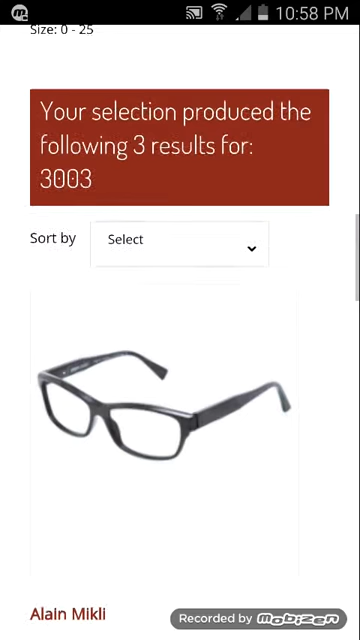 10:58 PM
Size: 0 - 25
Your selection produced the
following 3 results for:
3003
Sort by
Select
Alain Mikli
Recorded by MOBIZEN